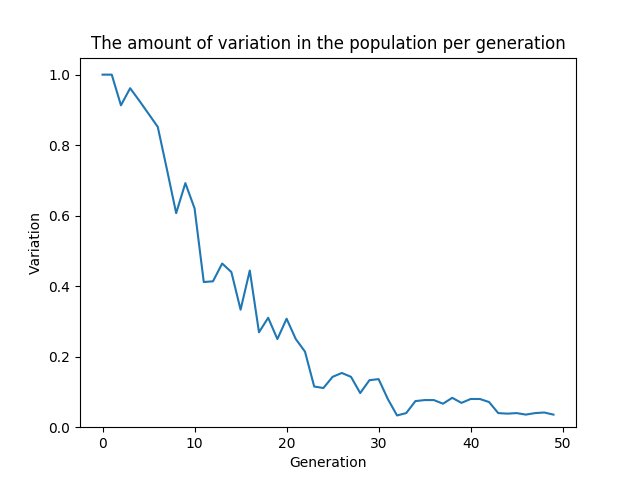 The amount of variation in the population per generation
1.0
0.8
0.6
0.4
0.2
0.0
Variation
0 10 20 30 40 50
Generation